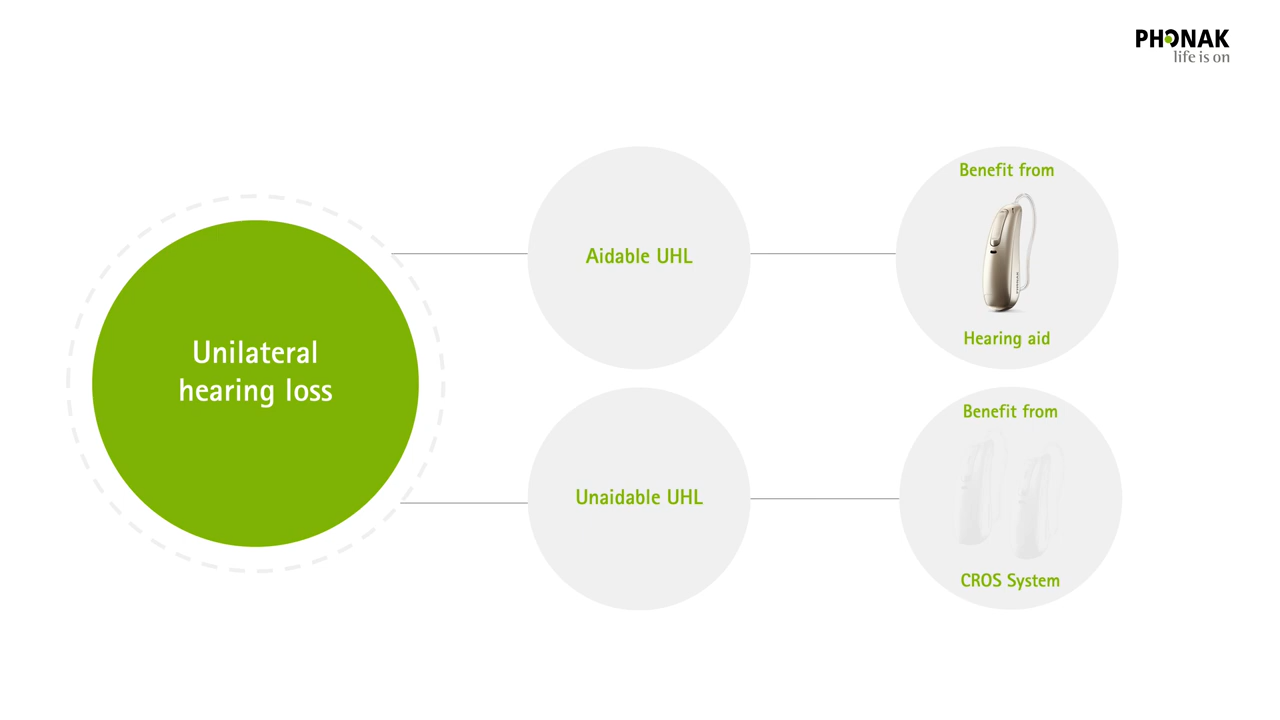 PHONAK
life is on
Unilateral
hearing loss
Aidable UHL
Benefit from
Hearing aid
Unaidable UHL
Benefit from
CROS System